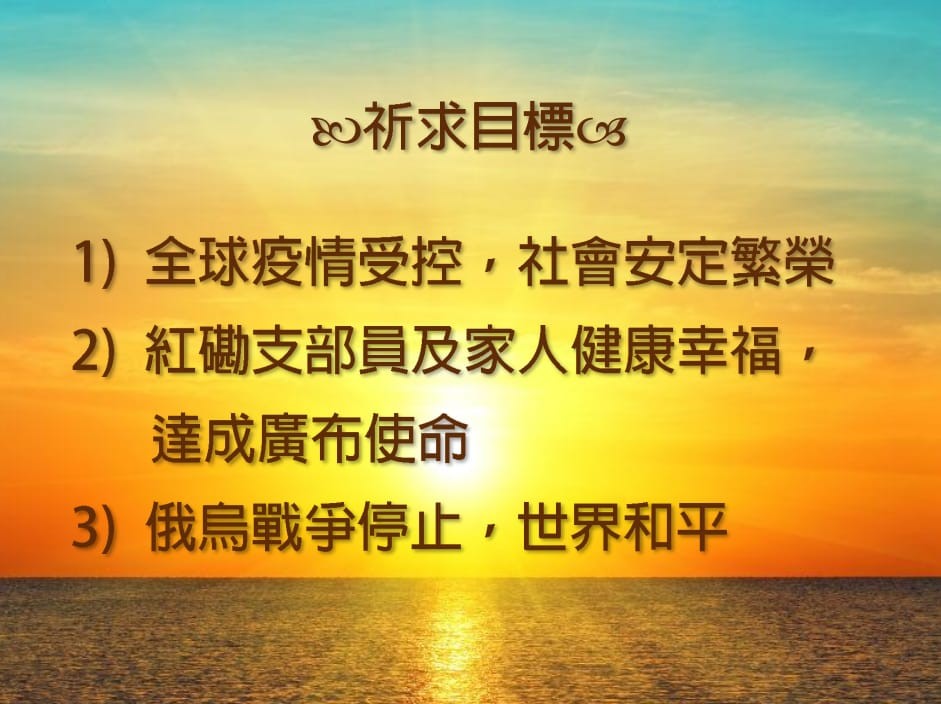 祈求目標
1) 全球疫情受控，社會安定繁榮
2) 紅磡支部員及家人健康幸福，
達成廣布使命
3) 俄烏戰爭停止，世界和平